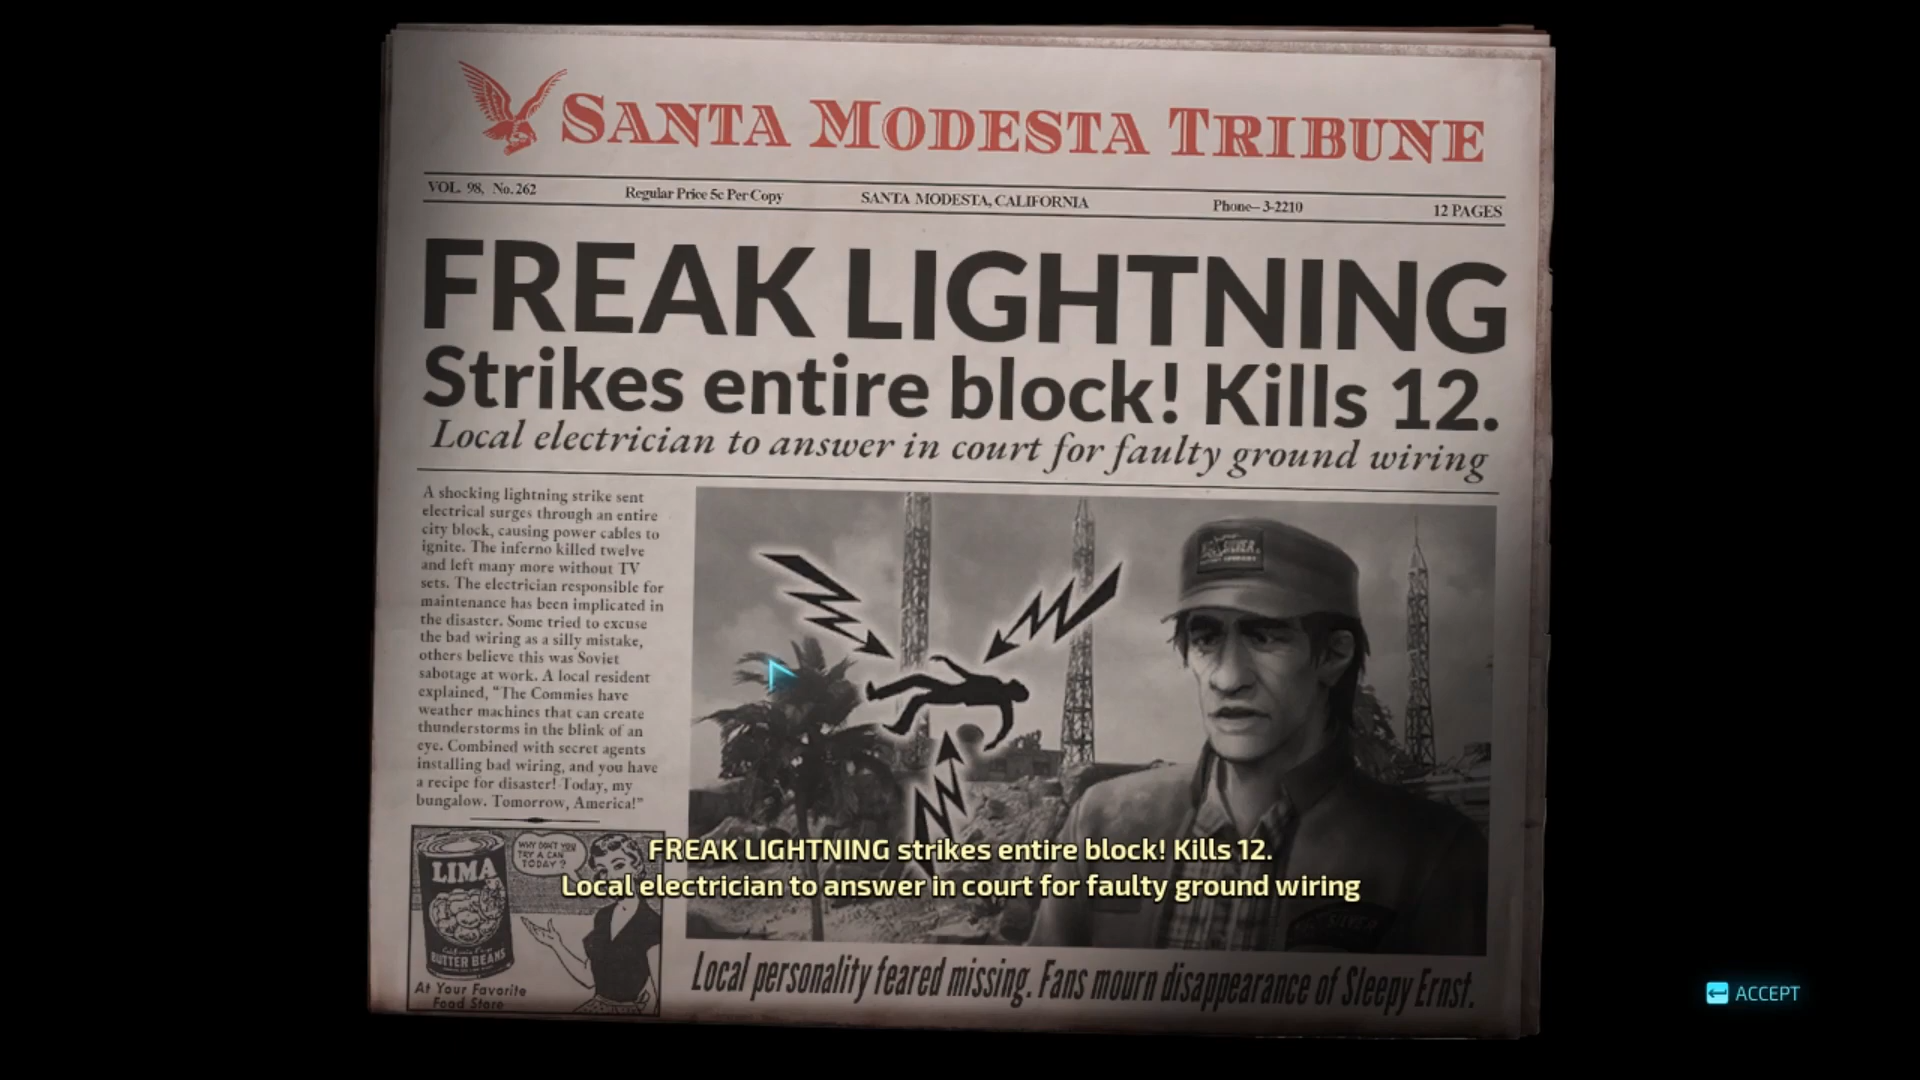 SANTA MODESTA TRIBUNE
VOL. 98, No. 262 Regular Price 5c Per Copy SANTA MODESTA, CALIFORNIA Phone–3-2210 12 PAGES
FREAK LIGHTNING
Strikes entire block! Kills 12.
Local electrician to answer in court for faulty ground wiring
A shocking lightning strike sent
electrical surges through an entire
city block, causing power cables to
ignite. The inferno killed twelve
and left many more without TV
sets. The electrician responsible for
maintenance has been implicated in
the disaster. Some tried to excuse
the bad wiring as a silly mistake,
others believe this was Soviet
sabotage at work. A local resident
explained, “The Commies have
weather machines that can create
thunderstorms in the blink of an
eye. Combined with secret agents
installing bad wiring, and you have
a recipe for disaster! Today, my
bungalow. Tomorrow, America!”
WHY DON'T YOU
TRY A CAN
TODAY?
LIMA
BUTTER BEANS
At Your Favorite
Food Store
FREAK LIGHTNING strikes entire block! Kills 12.
Local electrician to answer in court for faulty ground wiring
Local personality feared missing. Fans mourn disappearance of Sleepy Ernst.
ACCEPT